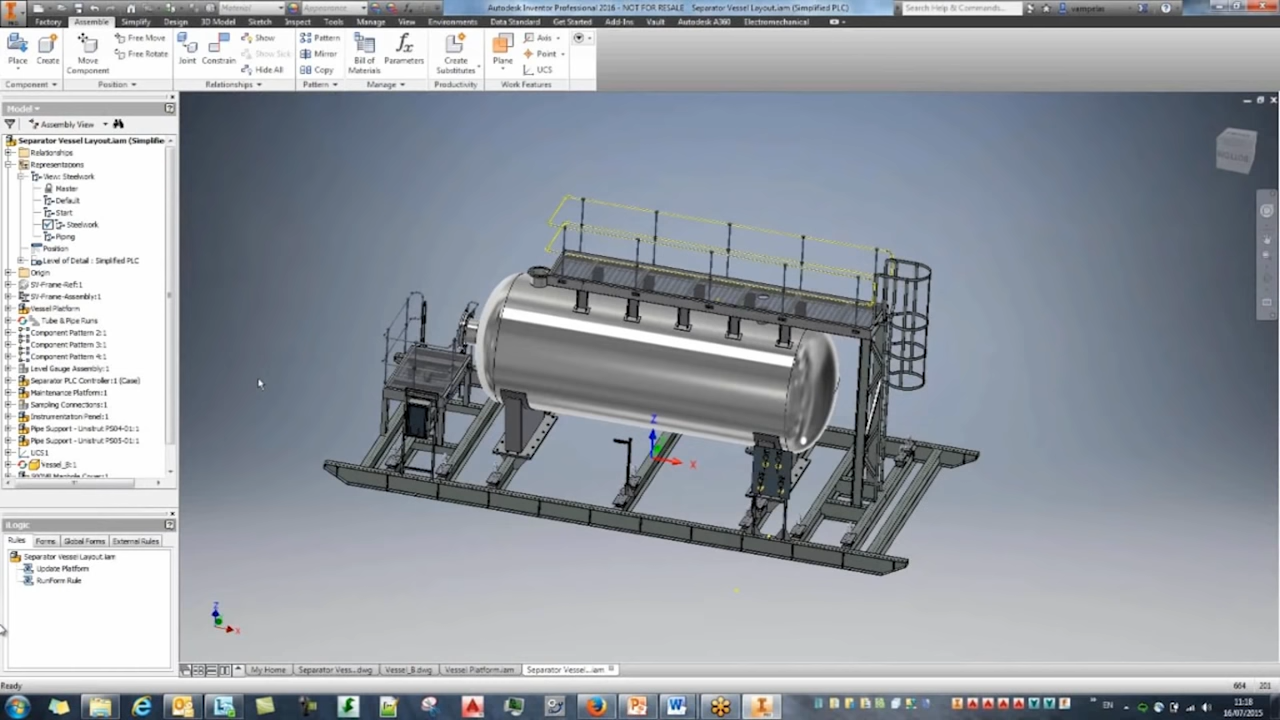 Material
Appearance
Autodesk Inventor Professional 2016 - NOT FOR RESALE Separator Vessel Layout.iam (Simplified PLC)
Search Help & Commands...
Factory Assemble Simplify Design 3D Model Sketch Inspect Tools Manage View Environments Data Standard Get Started Add-Ins Vault Autodesk A360 Electromechanical
Place
Create
Move Component
Free Move
Free Rotate
Joint
Constrain
Show
Show Sick
Hide All
Pattern
Mirror
Copy
Bill of Materials
fx
Parameters
Create Substitutes
Plane
Axis
Point
UCS
Component Position Relationships Pattern Manage Productivity Work Features
Model
Assembly View
Separator Vessel Layout.iam (Simplifie
Relationships
Representations
View: Steelwork
Master
Default
Start
Steelwork
Piping
Position
Level of Detail : Simplified PLC
Origin
SV-Frame-Ref:1
SV-Frame-Assembly:1
Vessel Platform
Tube & Pipe Runs
Component Pattern 2:1
Component Pattern 3:1
Component Pattern 4:1
Level Gauge Assembly:1
Separator PLC Controller:1 (Case)
Maintenance Platform:1
Sampling Connections:1
Instrumentation Panel:1
Pipe Support - Unistrut PS04-01:1
Pipe Support - Unistrut PS05-01:1
UCS1
Vessel_B:1
iLogic
Rules Forms Global Forms External Rules
Separator Vessel Layout.iam
Update Platform
RunForm Rule
BOTTOM
Z
X
Z
X
My Home Separator Vess...dwg Vessel_B.dwg Vessel Platform.iam Separator Vessel...iam
Ready
664 201
EN
11:18
16/07/2015